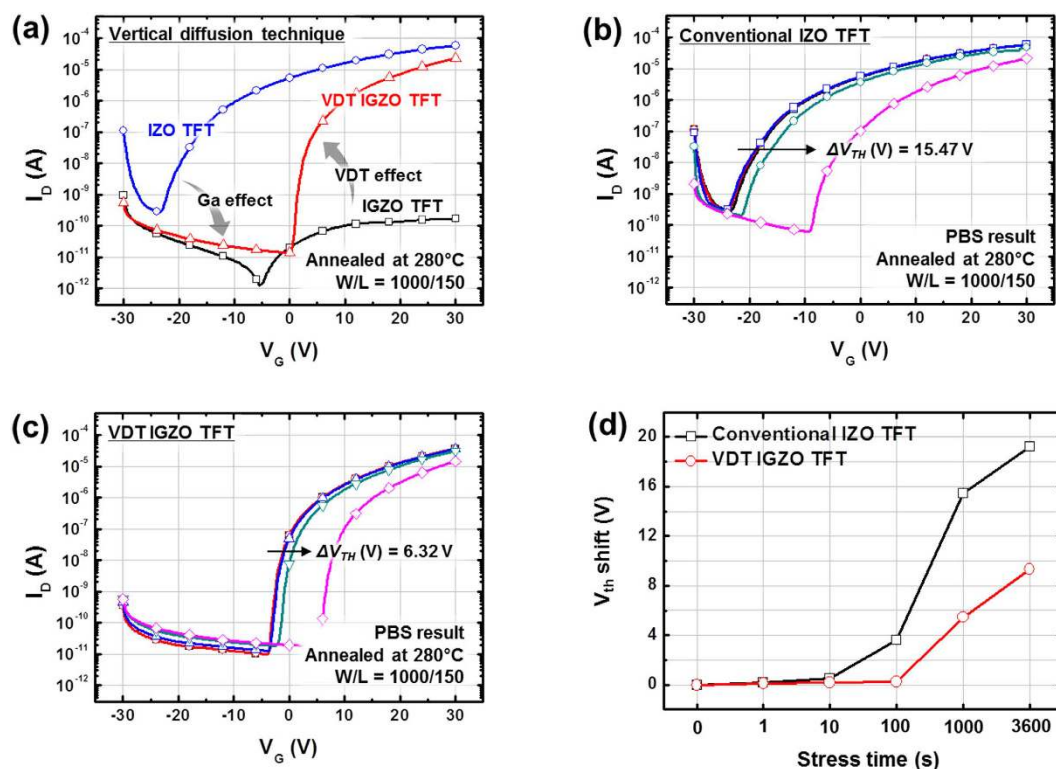 (a)
Vertical diffusion technique
VDT IGZO TFT
IZO TFT
VDT effect
Ga effect
IGZO TFT
Annealed at 280°C
W/L = 1000/150
I_D (A)
10^-4
10^-5
10^-6
10^-7
10^-8
10^-9
10^-10
10^-11
10^-12
-30 -20 -10 0 10 20 30
V_G (V)
(b)
Conventional IZO TFT
ΔV_TH (V) = 15.47 V
PBS result
Annealed at 280°C
W/L = 1000/150
I_D (A)
10^-4
10^-5
10^-6
10^-7
10^-8
10^-9
10^-10
10^-11
10^-12
-30 -20 -10 0 10 20 30
V_G (V)
(c)
VDT IGZO TFT
ΔV_TH (V) = 6.32 V
PBS result
Annealed at 280°C
W/L = 1000/150
I_D (A)
10^-4
10^-5
10^-6
10^-7
10^-8
10^-9
10^-10
10^-11
10^-12
-30 -20 -10 0 10 20 30
V_G (V)
(d)
Conventional IZO TFT
VDT IGZO TFT
V_th shift (V)
20
16
12
8
4
0
0 1 10 100 1000 3600
Stress time (s)